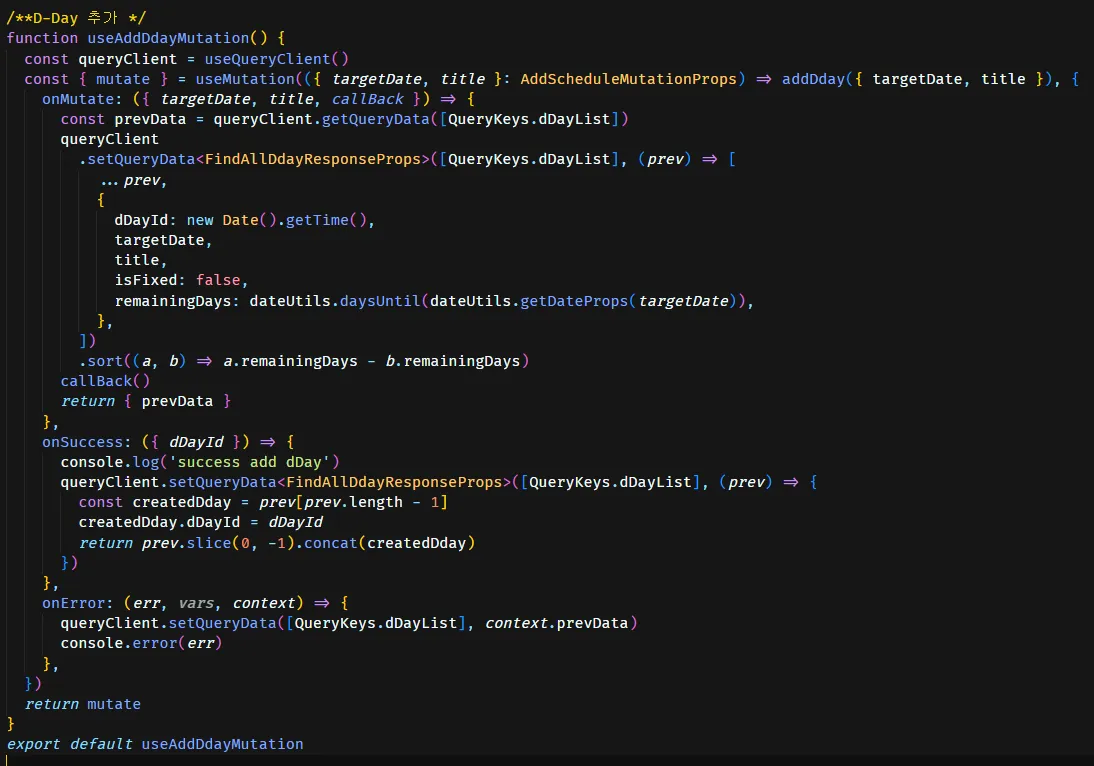 /**D-Day 추가 */
function useAddDdayMutation() {
  const queryClient = useQueryClient()
  const { mutate } = useMutation(({ targetDate, title }: AddScheduleMutationProps) => addDday({ targetDate, title }), {
    onMutate: ({ targetDate, title, callBack }) => {
      const prevData = queryClient.getQueryData([QueryKeys.dDayList])
      queryClient
        .setQueryData<FindAllDdayResponseProps>([QueryKeys.dDayList], (prev) => [
          ...prev,
          {
            dDayId: new Date().getTime(),
            targetDate,
            title,
            isFixed: false,
            remainingDays: dateUtils.daysUntil(dateUtils.getDateProps(targetDate)),
          },
        ])
        .sort((a, b) => a.remainingDays - b.remainingDays)
      callBack()
      return { prevData }
    },
    onSuccess: ({ dDayId }) => {
      console.log('success add dDay')
      queryClient.setQueryData<FindAllDdayResponseProps>([QueryKeys.dDayList], (prev) => {
        const createdDday = prev[prev.length - 1]
        createdDday.dDayId = dDayId
        return prev.slice(0, -1).concat(createdDday)
      })
    },
    onError: (err, vars, context) => {
      queryClient.setQueryData([QueryKeys.dDayList], context.prevData)
      console.error(err)
    },
  })
  return mutate
}
export default useAddDdayMutation